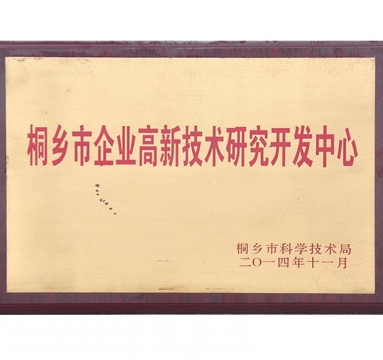 桐乡市企业高新技术研究开发中心
桐乡市科学技术局
二〇一四年十一月